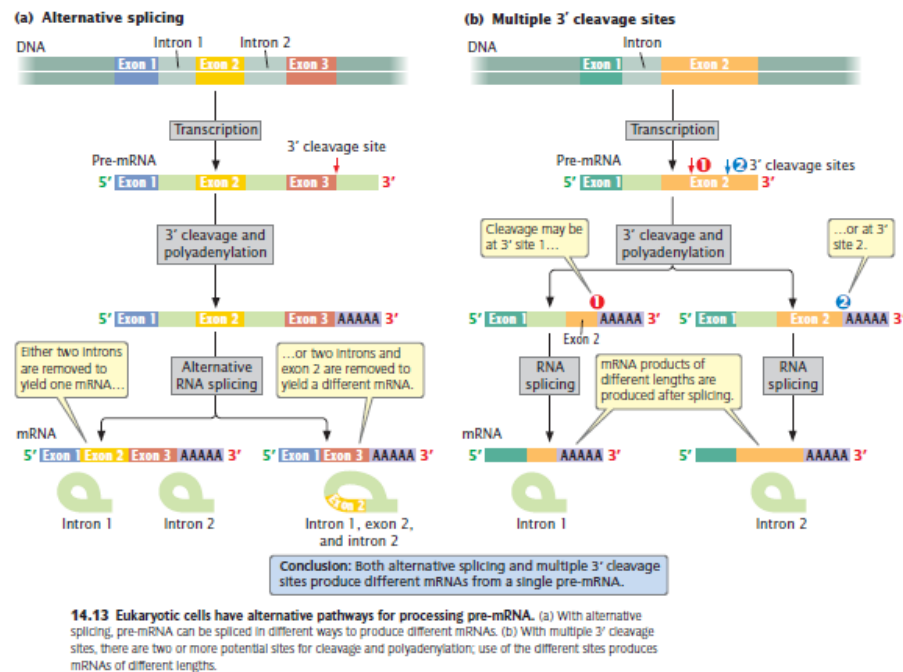 (a) Alternative splicing
DNA
Intron 1
Intron 2
Exon 1
Exon 2
Exon 3
Transcription
3′ cleavage site
Pre-mRNA
5′ Exon 1 Exon 2 Exon 3 3′
3′ cleavage and
polyadenylation
5′ Exon 1 Exon 2 Exon 3 AAAAA 3′
Either two introns
are removed to
yield one mRNA…
Alternative
RNA splicing
…or two introns and
exon 2 are removed to
yield a different mRNA.
mRNA
5′ Exon 1 Exon 2 Exon 3 AAAAA 3′
5′ Exon 1 Exon 3 AAAAA 3′
Intron 1
Intron 2
Exon 2
Intron 1, exon 2,
and intron 2
(b) Multiple 3′ cleavage sites
DNA
Intron
Exon 1
Exon 2
Transcription
Pre-mRNA
1
2 3′ cleavage sites
5′ Exon 1 Exon 2 3′
Cleavage may be
at 3′ site 1…
3′ cleavage and
polyadenylation
…or at 3′
site 2.
1
2
5′ Exon 1 AAAAA 3′
Exon 2
5′ Exon 1 Exon 2 AAAAA 3′
RNA
splicing
mRNA products of
different lengths are
produced after splicing.
RNA
splicing
mRNA
5′ AAAAA 3′
5′ AAAAA 3′
Intron 1
Intron 2
Conclusion: Both alternative splicing and multiple 3′ cleavage
sites produce different mRNAs from a single pre-mRNA.
14.13 Eukaryotic cells have alternative pathways for processing pre-mRNA. (a) With alternative
splicing, pre-mRNA can be spliced in different ways to produce different mRNAs. (b) With multiple 3′ cleavage
sites, there are two or more potential sites for cleavage and polyadenylation; use of the different sites produces
mRNAs of different lengths.